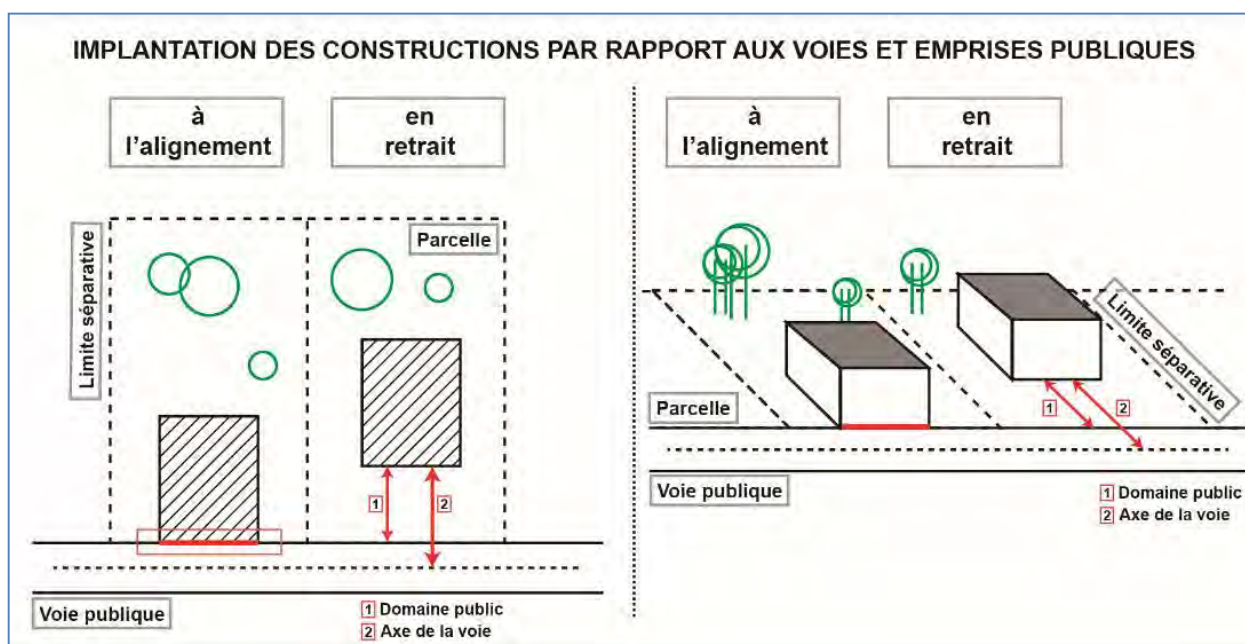 IMPLANTATION DES CONSTRUCTIONS PAR RAPPORT AUX VOIES ET EMPRISES PUBLIQUES
à
l'alignement
en
retrait
Limite séparative
Parcelle
1
2
Voie publique
1 Domaine public
2 Axe de la voie
à
l'alignement
en
retrait
Limite séparative
Parcelle
1
2
Voie publique
1 Domaine public
2 Axe de la voie